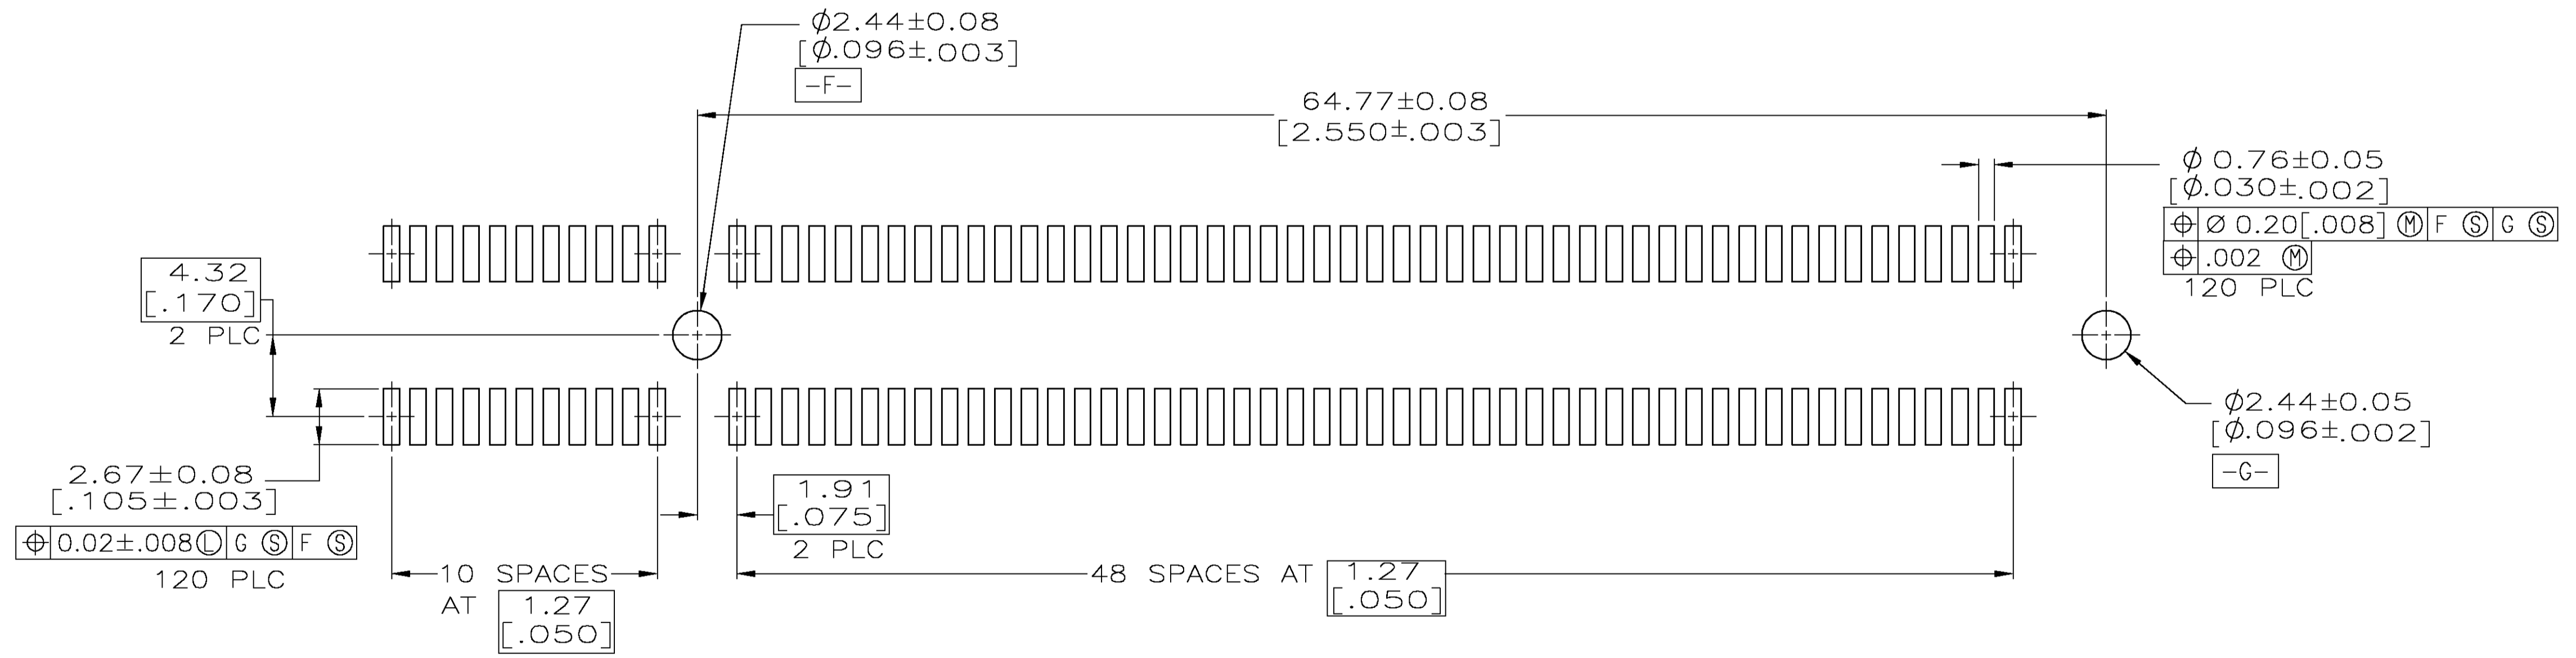 ⌀2.44±0.08
[⌀.096±.003]
-F-
64.77±0.08
[2.550±.003]
⌀ 0.76±0.05
[⌀.030±.002]
⌖ ⌀ 0.20[.008] Ⓜ F Ⓢ G Ⓢ
⌖ .002 Ⓜ
120 PLC
4.32
[.170]
2 PLC
2.67±0.08
[.105±.003]
⌖ 0.02±.008Ⓛ G Ⓢ F Ⓢ
120 PLC
⌀2.44±0.05
[⌀.096±.002]
-G-
1.91
[.075]
2 PLC
10 SPACES
AT 1.27
[.050]
48 SPACES AT 1.27
[.050]